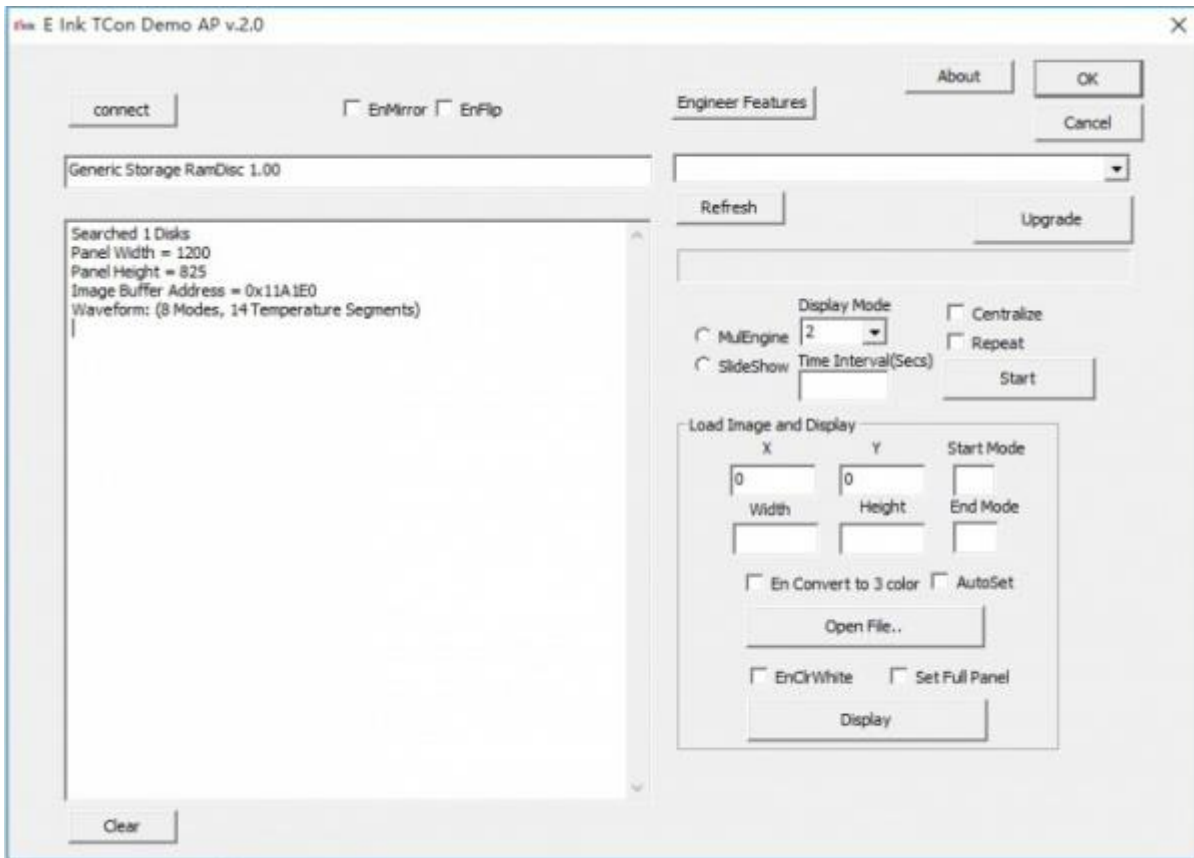 E Ink E Ink TCon Demo AP v.2.0
About
OK
connect
EnMirror
EnFlip
Engineer Features
Cancel
Generic Storage RamDisc 1.00
Refresh
Upgrade
Searched 1 Disks
Panel Width = 1200
Panel Height = 825
Image Buffer Address = 0x11A1E0
Waveform: (8 Modes, 14 Temperature Segments)
Display Mode
MulEngine
2
Centralize
Repeat
SlideShow
Time Interval(Secs)
Start
Load Image and Display
X
Y
Start Mode
0
0
Width
Height
End Mode
En Convert to 3 color
AutoSet
Open File..
EnClrWhite
Set Full Panel
Display
Clear